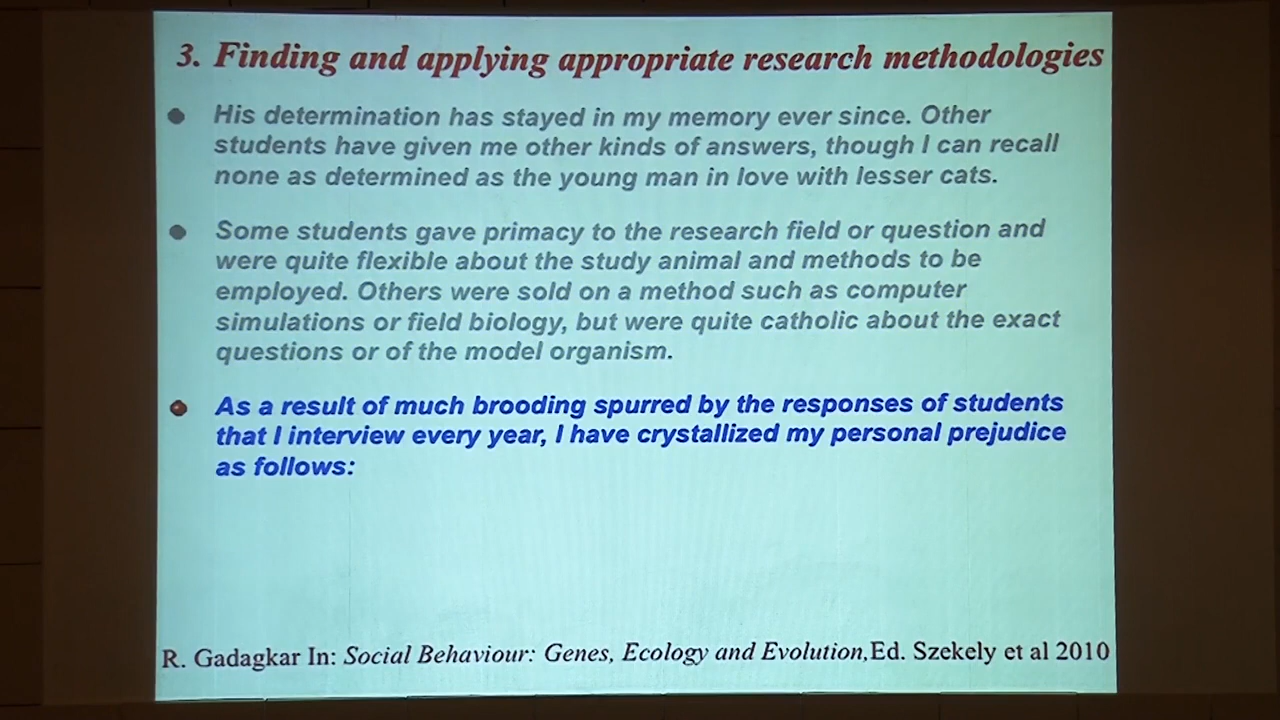 3. Finding and applying appropriate research methodologies
His determination has stayed in my memory ever since. Other
students have given me other kinds of answers, though I can recall
none as determined as the young man in love with lesser cats.
Some students gave primacy to the research field or question and
were quite flexible about the study animal and methods to be
employed. Others were sold on a method such as computer
simulations or field biology, but were quite catholic about the exact
questions or of the model organism.
As a result of much brooding spurred by the responses of students
that I interview every year, I have crystallized my personal prejudice
as follows:
R. Gadagkar In: Social Behaviour: Genes, Ecology and Evolution,Ed. Szekely et al 2010